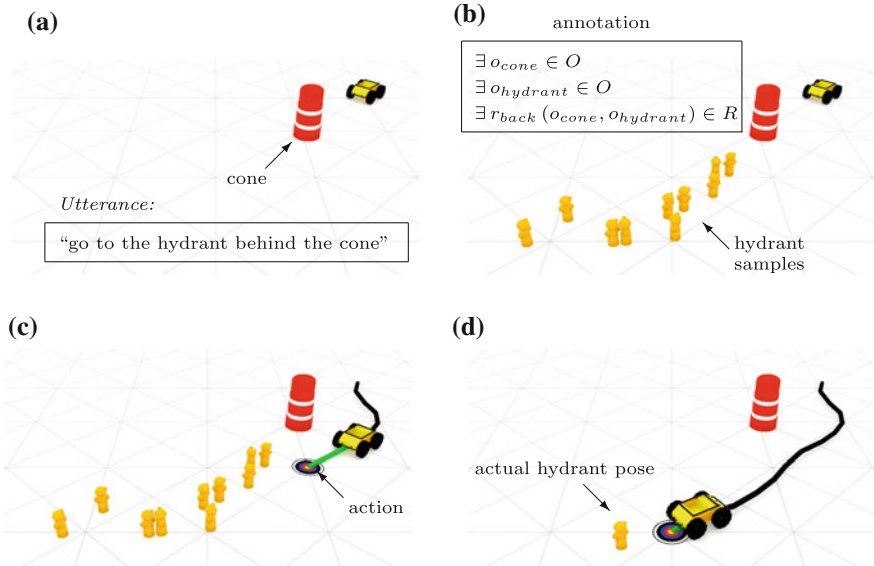 (a)
cone
Utterance:
“go to the hydrant behind the cone”
(b)
annotation
∃ o_cone ∈ O
∃ o_hydrant ∈ O
∃ r_back (o_cone, o_hydrant) ∈ R
hydrant
samples
(c)
action
(d)
actual hydrant pose